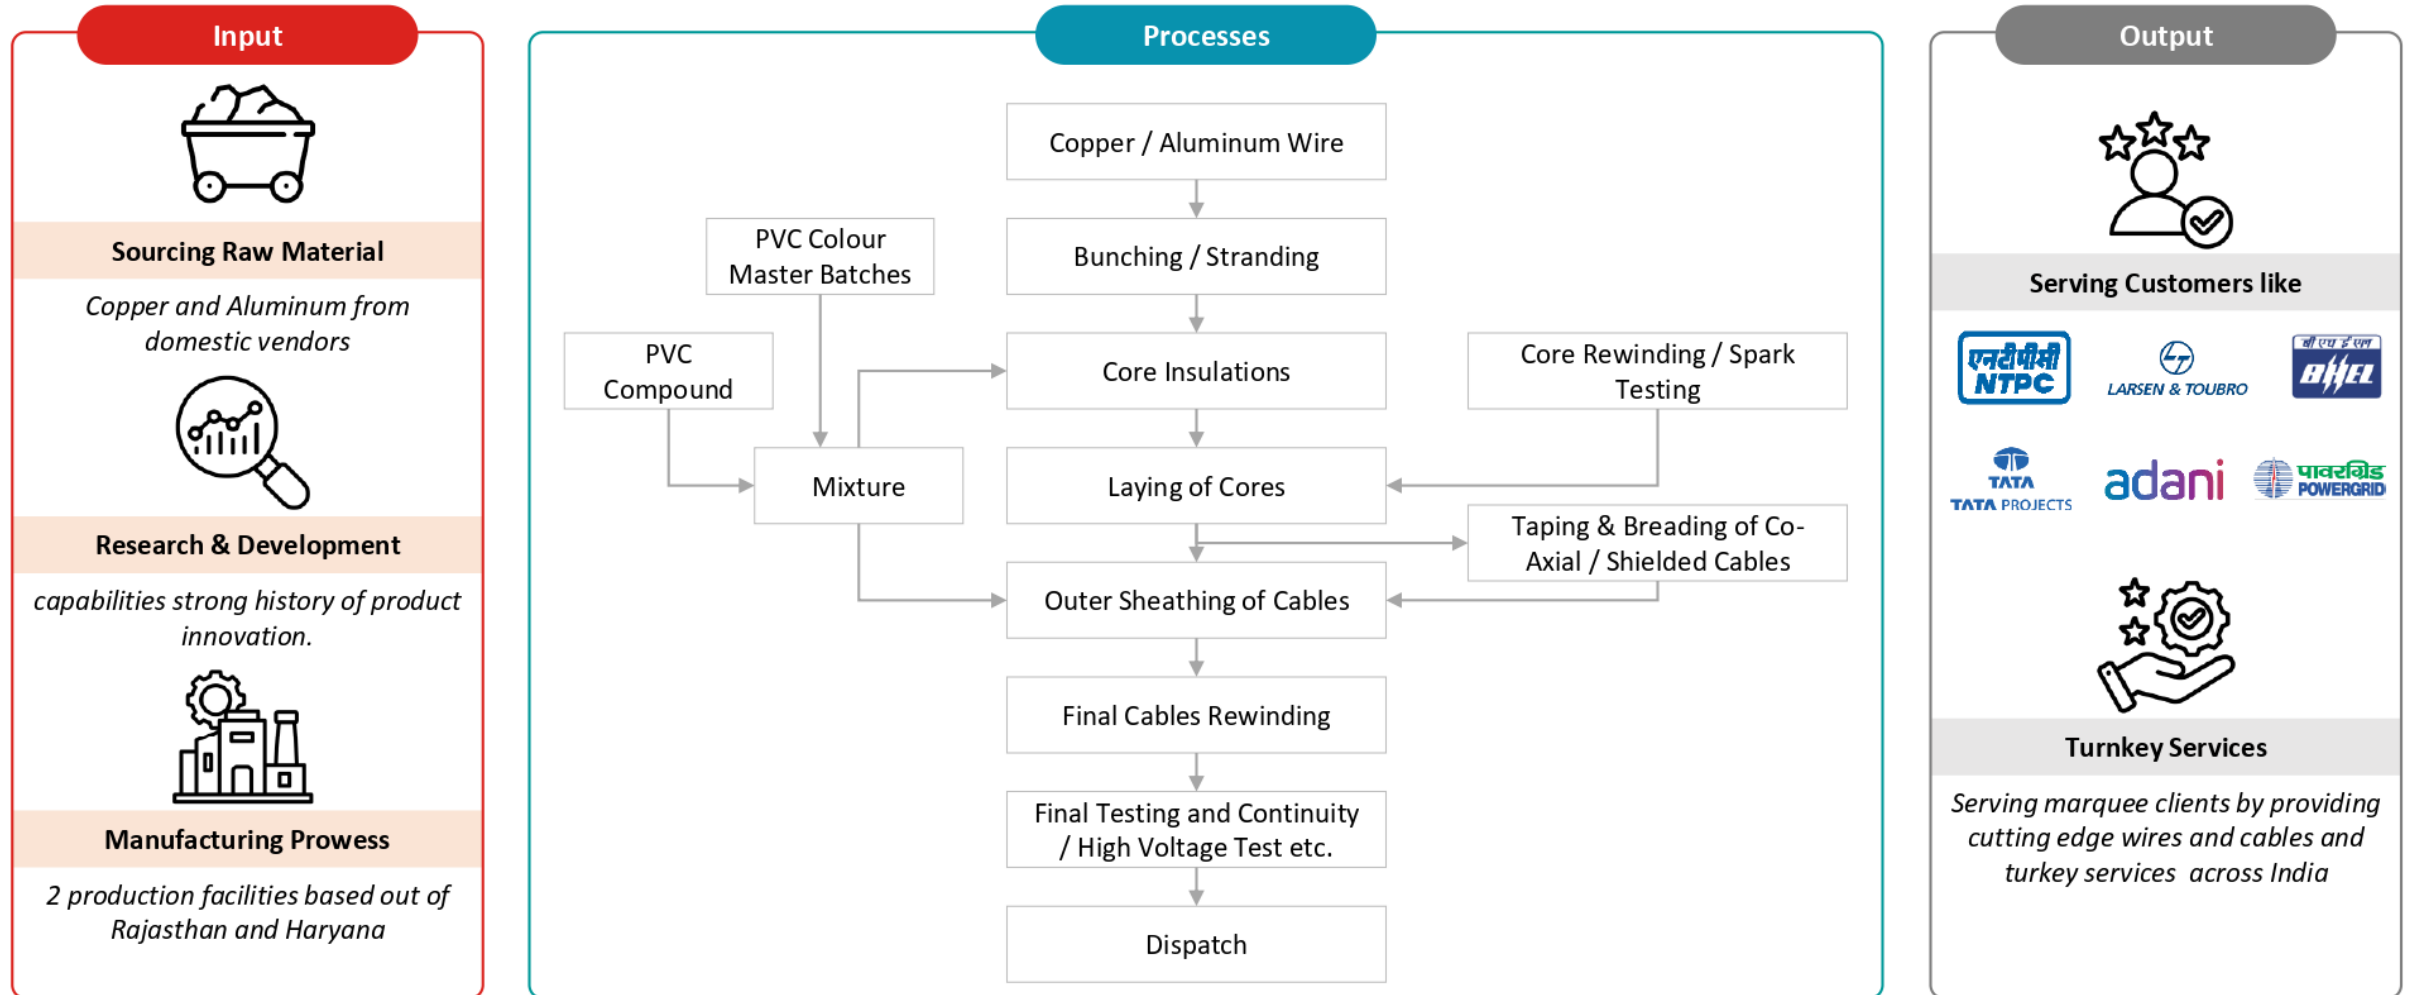 Input
Sourcing Raw Material
Copper and Aluminum from
domestic vendors
Research & Development
capabilities strong history of product
innovation.
Manufacturing Prowess
2 production facilities based out of
Rajasthan and Haryana
Processes
Copper / Aluminum Wire
PVC Colour
Master Batches
Bunching / Stranding
PVC
Compound
Core Insulations
Core Rewinding / Spark
Testing
Mixture
Laying of Cores
Taping & Breading of Co-
Axial / Shielded Cables
Outer Sheathing of Cables
Final Cables Rewinding
Final Testing and Continuity
/ High Voltage Test etc.
Dispatch
Output
Serving Customers like
एनटीपीसी
NTPC
LARSEN & TOUBRO
बी एच ई एल
BHEL
TATA
TATA PROJECTS
adani
पावरग्रिड
POWERGRID
Turnkey Services
Serving marquee clients by providing
cutting edge wires and cables and
turkey services across India